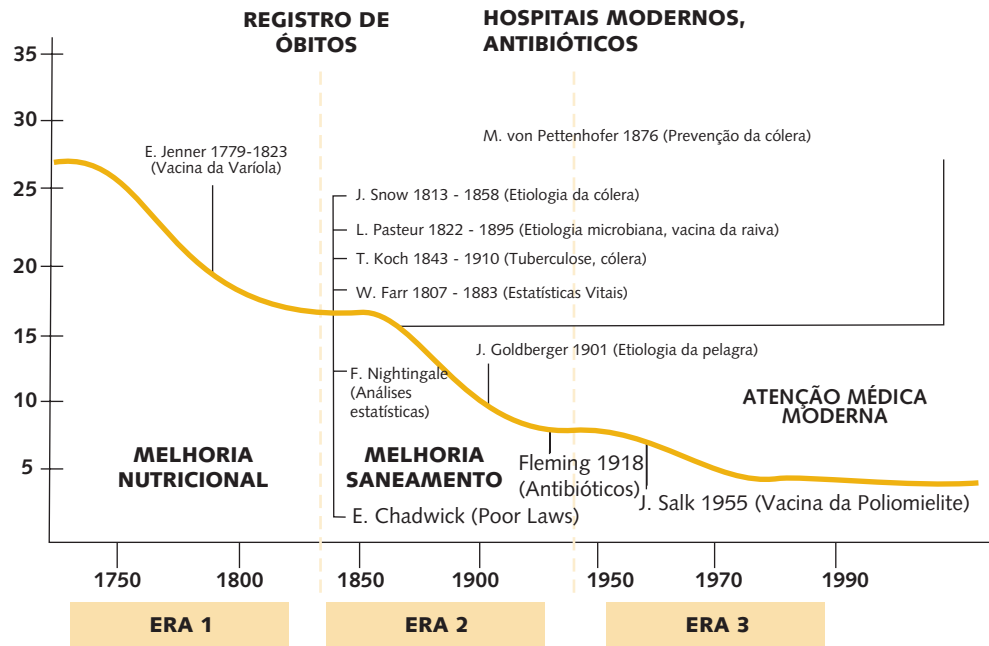 REGISTRO DE
ÓBITOS
HOSPITAIS MODERNOS,
ANTIBIÓTICOS
35
30
25
20
15
10
5
M. von Pettenhofer 1876 (Prevenção da cólera)
E. Jenner 1779-1823
(Vacina da Varíola)
J. Snow 1813 - 1858 (Etiologia da cólera)
L. Pasteur 1822 - 1895 (Etiologia microbiana, vacina da raiva)
T. Koch 1843 - 1910 (Tuberculose, cólera)
W. Farr 1807 - 1883 (Estatísticas Vitais)
J. Goldberger 1901 (Etiologia da pelagra)
F. Nightingale
(Análises
estatísticas)
ATENÇÃO MÉDICA
MODERNA
MELHORIA
NUTRICIONAL
MELHORIA
SANEAMENTO
Fleming 1918
(Antibióticos)
J. Salk 1955 (Vacina da Poliomielite)
E. Chadwick (Poor Laws)
1750
1800
1850
1900
1950
1970
1990
ERA 1
ERA 2
ERA 3